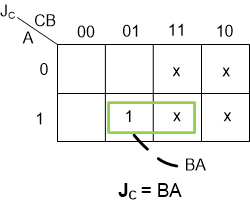 J_C CB
A 00 01 11 10
0 x x
1 1 x x
BA
J_C = BA